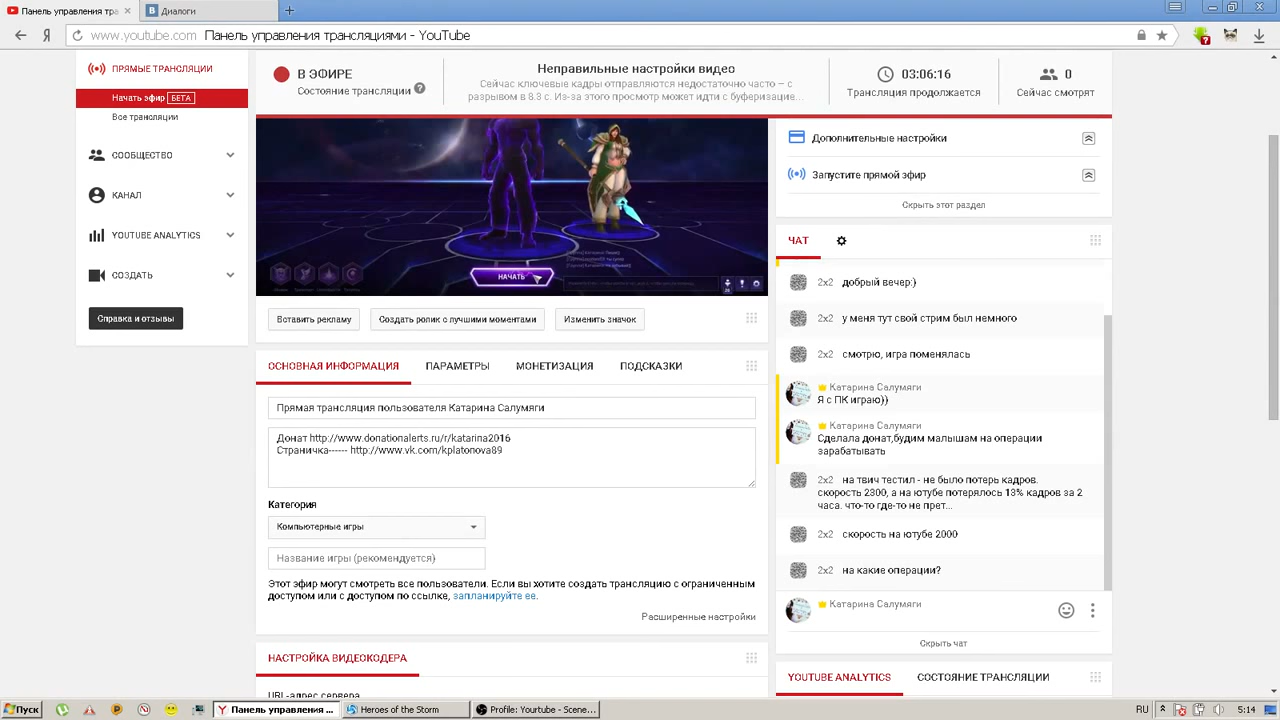 Панель управления тра
Диалоги
www.youtube.com Панель управления трансляциями - YouTube
ПРЯМЫЕ ТРАНСЛЯЦИИ
Начать эфир БЕТА
Все трансляции
СООБЩЕСТВО
КАНАЛ
YOUTUBE ANALYTICS
СОЗДАТЬ
Справка и отзывы
В ЭФИРЕ
Состояние трансляции
Неправильные настройки видео
Сейчас ключевые кадры отправляются недостаточно часто – с
разрывом в 8.3 с. Из-за этого просмотр может идти с буферизацие...
03:06:16
Трансляция продолжается
0
Сейчас смотрят
НАЧАТЬ
Вставить рекламу
Создать ролик с лучшими моментами
Изменить значок
ОСНОВНАЯ ИНФОРМАЦИЯ
ПАРАМЕТРЫ
МОНЕТИЗАЦИЯ
ПОДСКАЗКИ
Прямая трансляция пользователя Катарина Салумяги
Донат http://www.donationalerts.ru/r/katarina2016
Страничка------ http://www.vk.com/kplatonova89
Категория
Компьютерные игры
Название игры (рекомендуется)
Этот эфир могут смотреть все пользователи. Если вы хотите создать трансляцию с ограниченным
доступом или с доступом по ссылке, запланируйте ее.
Расширенные настройки
НАСТРОЙКА ВИДЕОКОДЕРА
URL-адрес сервера
Дополнительные настройки
Запустите прямой эфир
Скрыть этот раздел
ЧАТ
2x2 добрый вечер:)
2x2 у меня тут свой стрим был немного
2x2 смотрю, игра поменялась
Катарина Салумяги
Я с ПК играю))
Катарина Салумяги
Сделала донат,будим малышам на операции
зарабатывать
2x2 на твич тестил - не было потерь кадров.
скорость 2300, а на ютубе потерялось 13% кадров за 2
часа. что-то где-то не прет...
2x2 скорость на ютубе 2000
2x2 на какие операции?
Катарина Салумяги
Скрыть чат
YOUTUBE ANALYTICS
СОСТОЯНИЕ ТРАНСЛЯЦИИ
Пуск
Панель управления ...
Heroes of the Storm
Profile: Yourtube - Scene...
RU
5:14